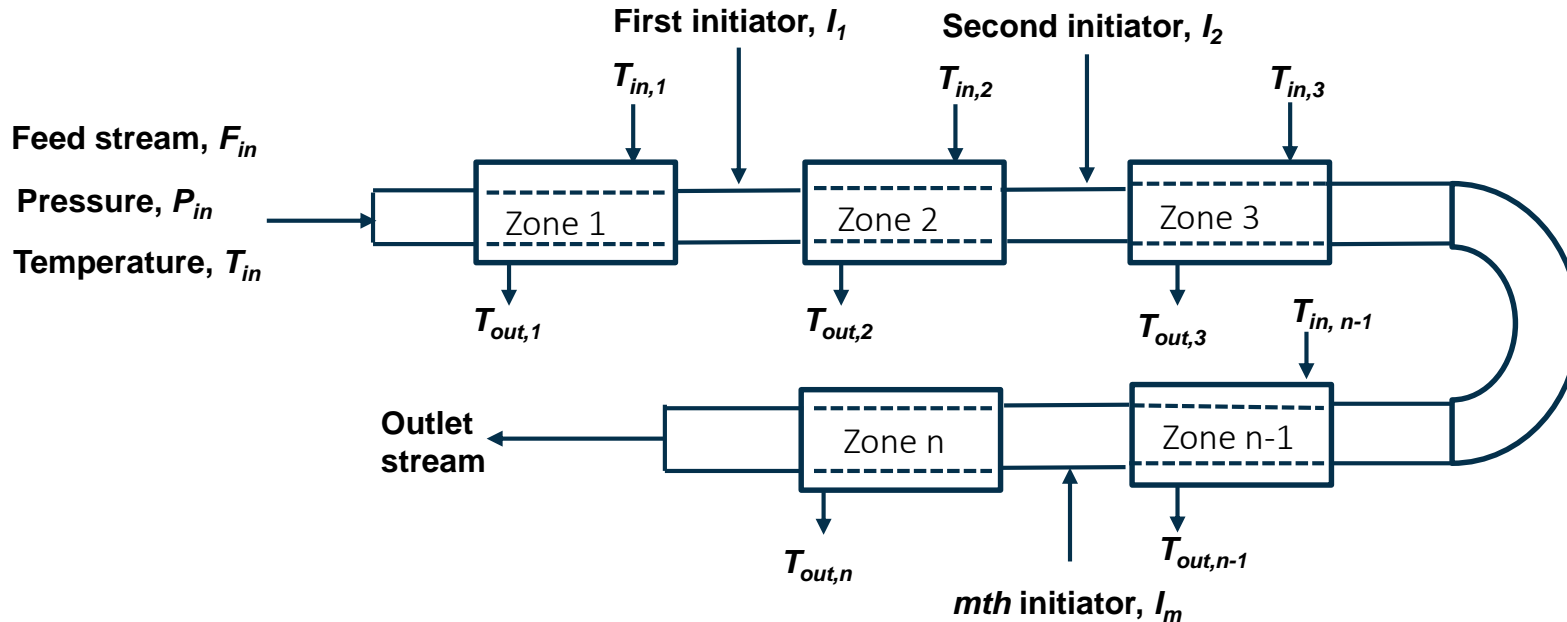 First initiator, I1
Second initiator, I2
Tin,1
Tin,2
Tin,3
Feed stream, Fin
Pressure, Pin
Temperature, Tin
Zone 1
Zone 2
Zone 3
Tout,1
Tout,2
Tout,3
Tin, n-1
Outlet
stream
Zone n
Zone n-1
Tout,n
Tout,n-1
mth initiator, Im